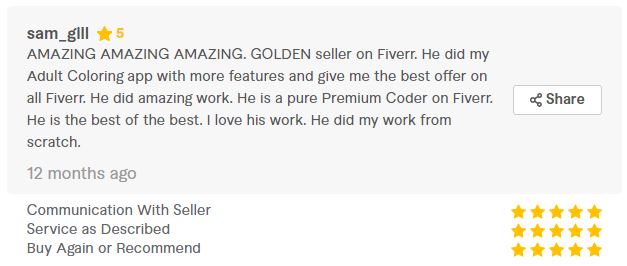 sam_glll 5
AMAZING AMAZING AMAZING. GOLDEN seller on Fiverr. He did my
Adult Coloring app with more features and give me the best offer on
all Fiverr. He did amazing work. He is a pure Premium Coder on Fiverr.
He is the best of the best. I love his work. He did my work from
scratch.
Share
12 months ago
Communication With Seller
Service as Described
Buy Again or Recommend